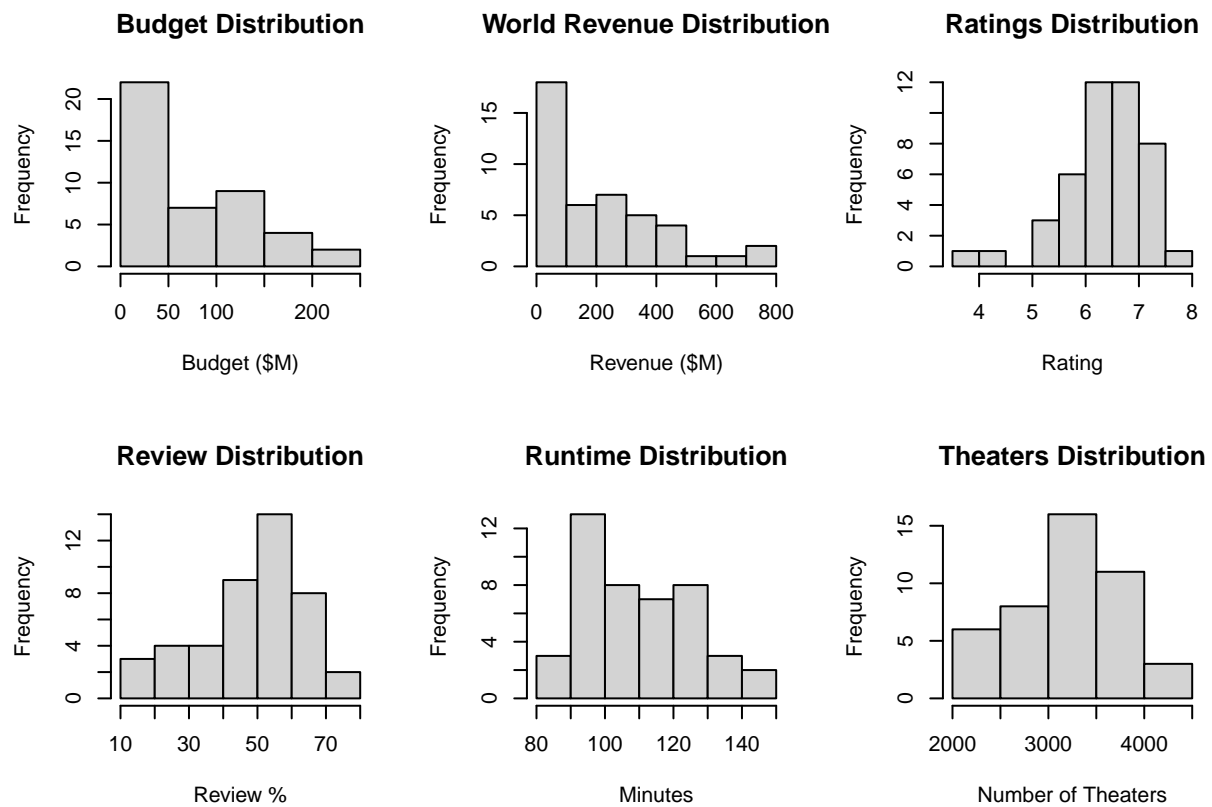 Budget Distribution
Frequency
0 5 10 15 20
0 50 100 200
Budget ($M)
World Revenue Distribution
Frequency
0 5 10 15
0 200 400 600 800
Revenue ($M)
Ratings Distribution
Frequency
0 2 4 6 8 12
4 5 6 7 8
Rating
Review Distribution
Frequency
0 4 8 12
10 30 50 70
Review %
Runtime Distribution
Frequency
0 4 8 12
80 100 120 140
Minutes
Theaters Distribution
Frequency
0 5 10 15
2000 3000 4000
Number of Theaters